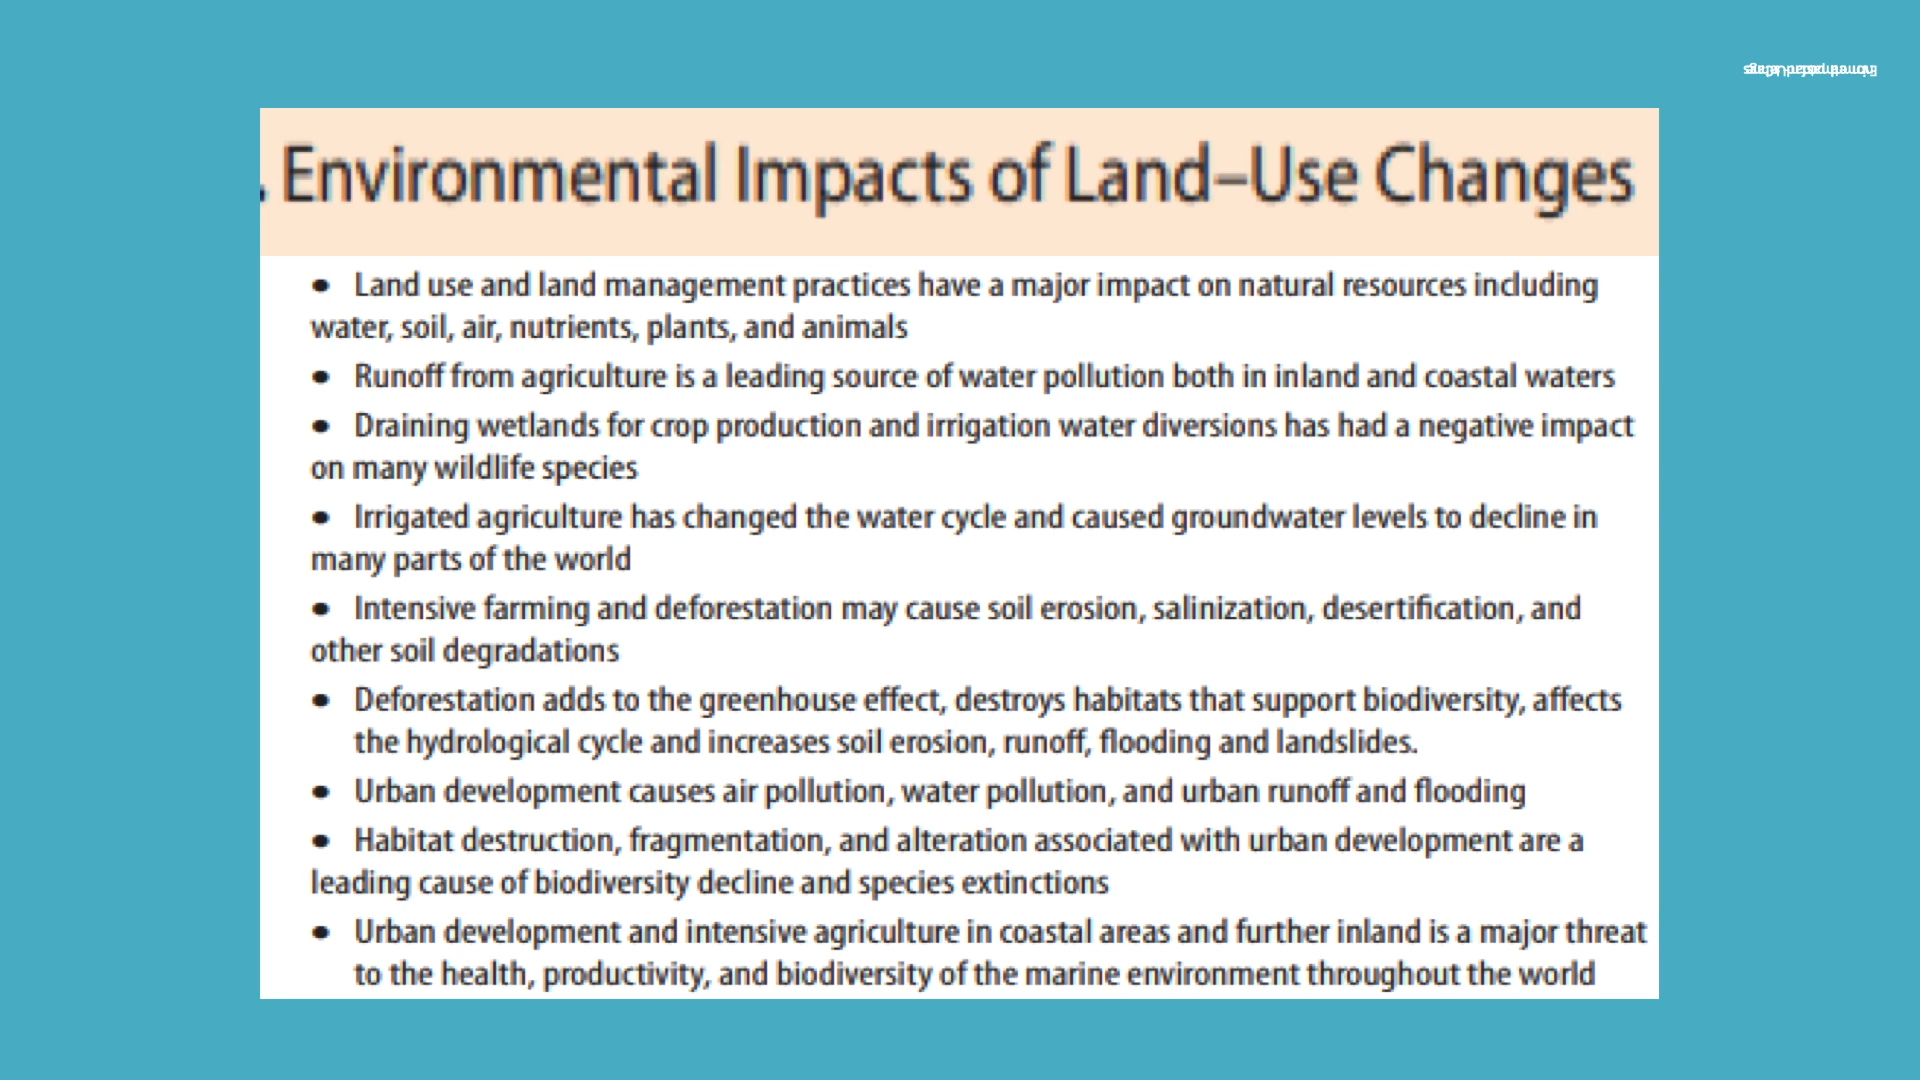 . Environmental Impacts of Land–Use Changes
● Land use and land management practices have a major impact on natural resources including
water, soil, air, nutrients, plants, and animals
● Runoff from agriculture is a leading source of water pollution both in inland and coastal waters
● Draining wetlands for crop production and irrigation water diversions has had a negative impact
on many wildlife species
● Irrigated agriculture has changed the water cycle and caused groundwater levels to decline in
many parts of the world
● Intensive farming and deforestation may cause soil erosion, salinization, desertification, and
other soil degradations
● Deforestation adds to the greenhouse effect, destroys habitats that support biodiversity, affects
the hydrological cycle and increases soil erosion, runoff, flooding and landslides.
● Urban development causes air pollution, water pollution, and urban runoff and flooding
● Habitat destruction, fragmentation, and alteration associated with urban development are a
leading cause of biodiversity decline and species extinctions
● Urban development and intensive agriculture in coastal areas and further inland is a major threat
to the health, productivity, and biodiversity of the marine environment throughout the world